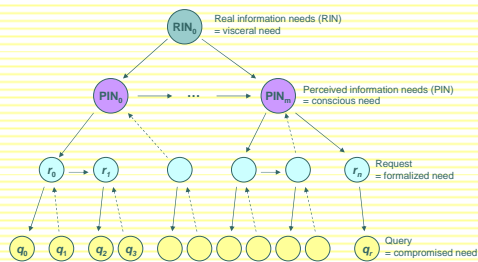 RIN0
Real information needs (RIN)
= visceral need
PIN0
...
PINm
Perceived information needs (PIN)
= conscious need
r0
r1
rn
Request
= formalized need
q0
q1
q2
q3
qr
Query
= compromised need